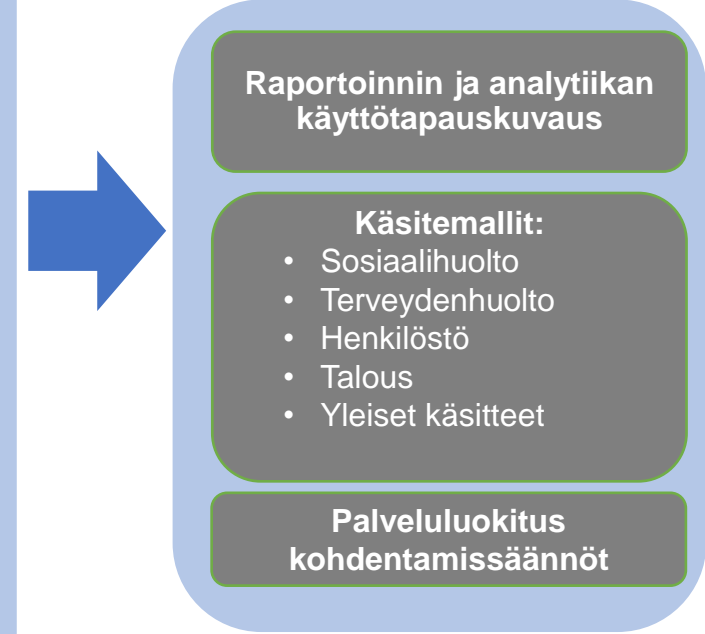 Raportoinnin ja analytiikan
käyttötapauskuvaus
Käsitemallit:
• Sosiaalihuolto
• Terveydenhuolto
• Henkilöstö
• Talous
• Yleiset käsitteet
Palveluluokitus
kohdentamissäännöt